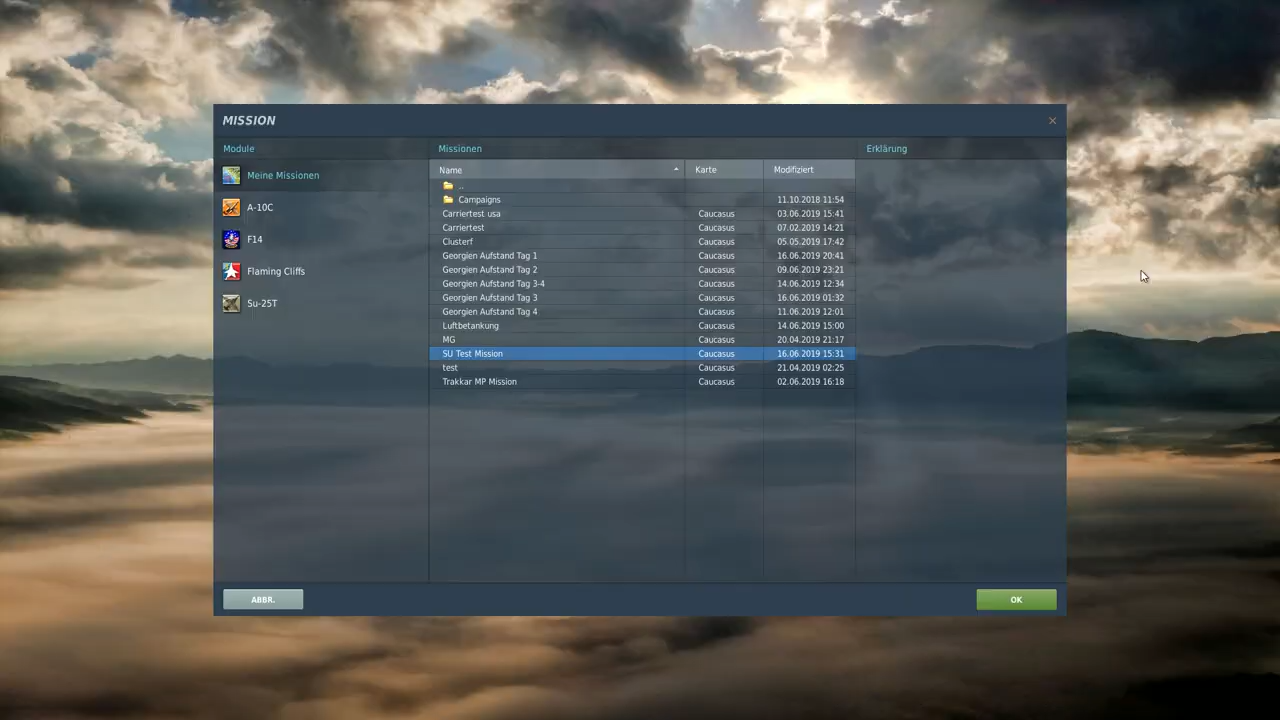 MISSION
Module
Missionen
Erklärung
Meine Missionen
A-10C
F14
Flaming Cliffs
Su-25T
Name Karte Modifiziert
..
Campaigns 11.10.2018 11:54
Carriertest usa Caucasus 03.06.2019 15:41
Carriertest Caucasus 07.02.2019 14:21
Clusterf Caucasus 05.05.2019 17:42
Georgien Aufstand Tag 1 Caucasus 16.06.2019 20:41
Georgien Aufstand Tag 2 Caucasus 09.06.2019 23:21
Georgien Aufstand Tag 3-4 Caucasus 14.06.2019 12:34
Georgien Aufstand Tag 3 Caucasus 16.06.2019 01:32
Georgien Aufstand Tag 4 Caucasus 11.06.2019 12:01
Luftbetankung Caucasus 14.06.2019 15:00
MG Caucasus 20.04.2019 21:17
SU Test Mission Caucasus 16.06.2019 15:31
test Caucasus 21.04.2019 02:25
Trakkar MP Mission Caucasus 02.06.2019 16:18
ABBR.
OK